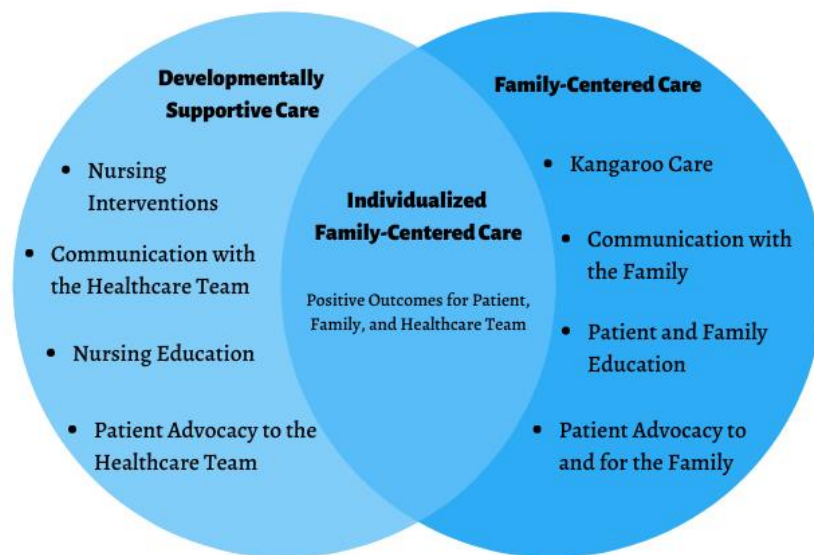 Developmentally
Supportive Care
• Nursing
Interventions
• Communication with
the Healthcare Team
• Nursing Education
• Patient Advocacy to the
Healthcare Team
Individualized
Family-Centered Care
Positive Outcomes for Patient,
Family, and Healthcare Team
Family-Centered Care
• Kangaroo Care
• Communication with
the Family
• Patient and Family
Education
• Patient Advocacy to
and for the Family